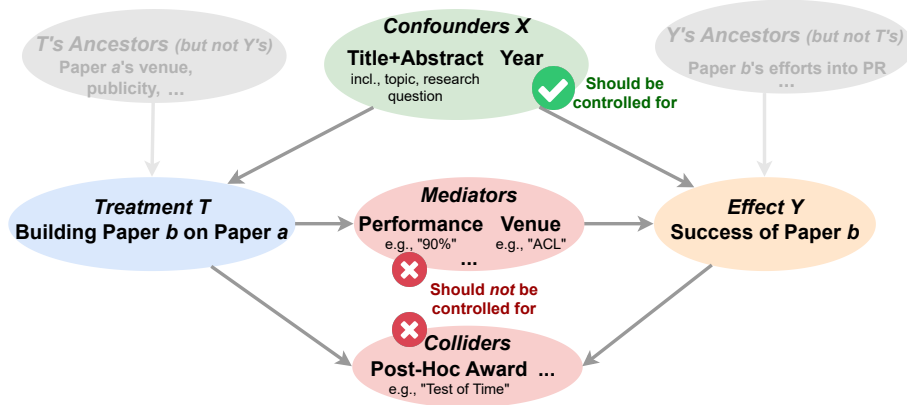 T's Ancestors (but not Y's)
Paper a's venue,
publicity, ...
Confounders X
Title+Abstract Year
incl., topic, research
question
Should be
controlled for
Y's Ancestors (but not T's)
Paper b's efforts into PR
...
Treatment T
Building Paper b on Paper a
Mediators
Performance Venue
e.g., "90%" e.g., "ACL"
...
Effect Y
Success of Paper b
Should not be
controlled for
Colliders
Post-Hoc Award ...
e.g., "Test of Time"